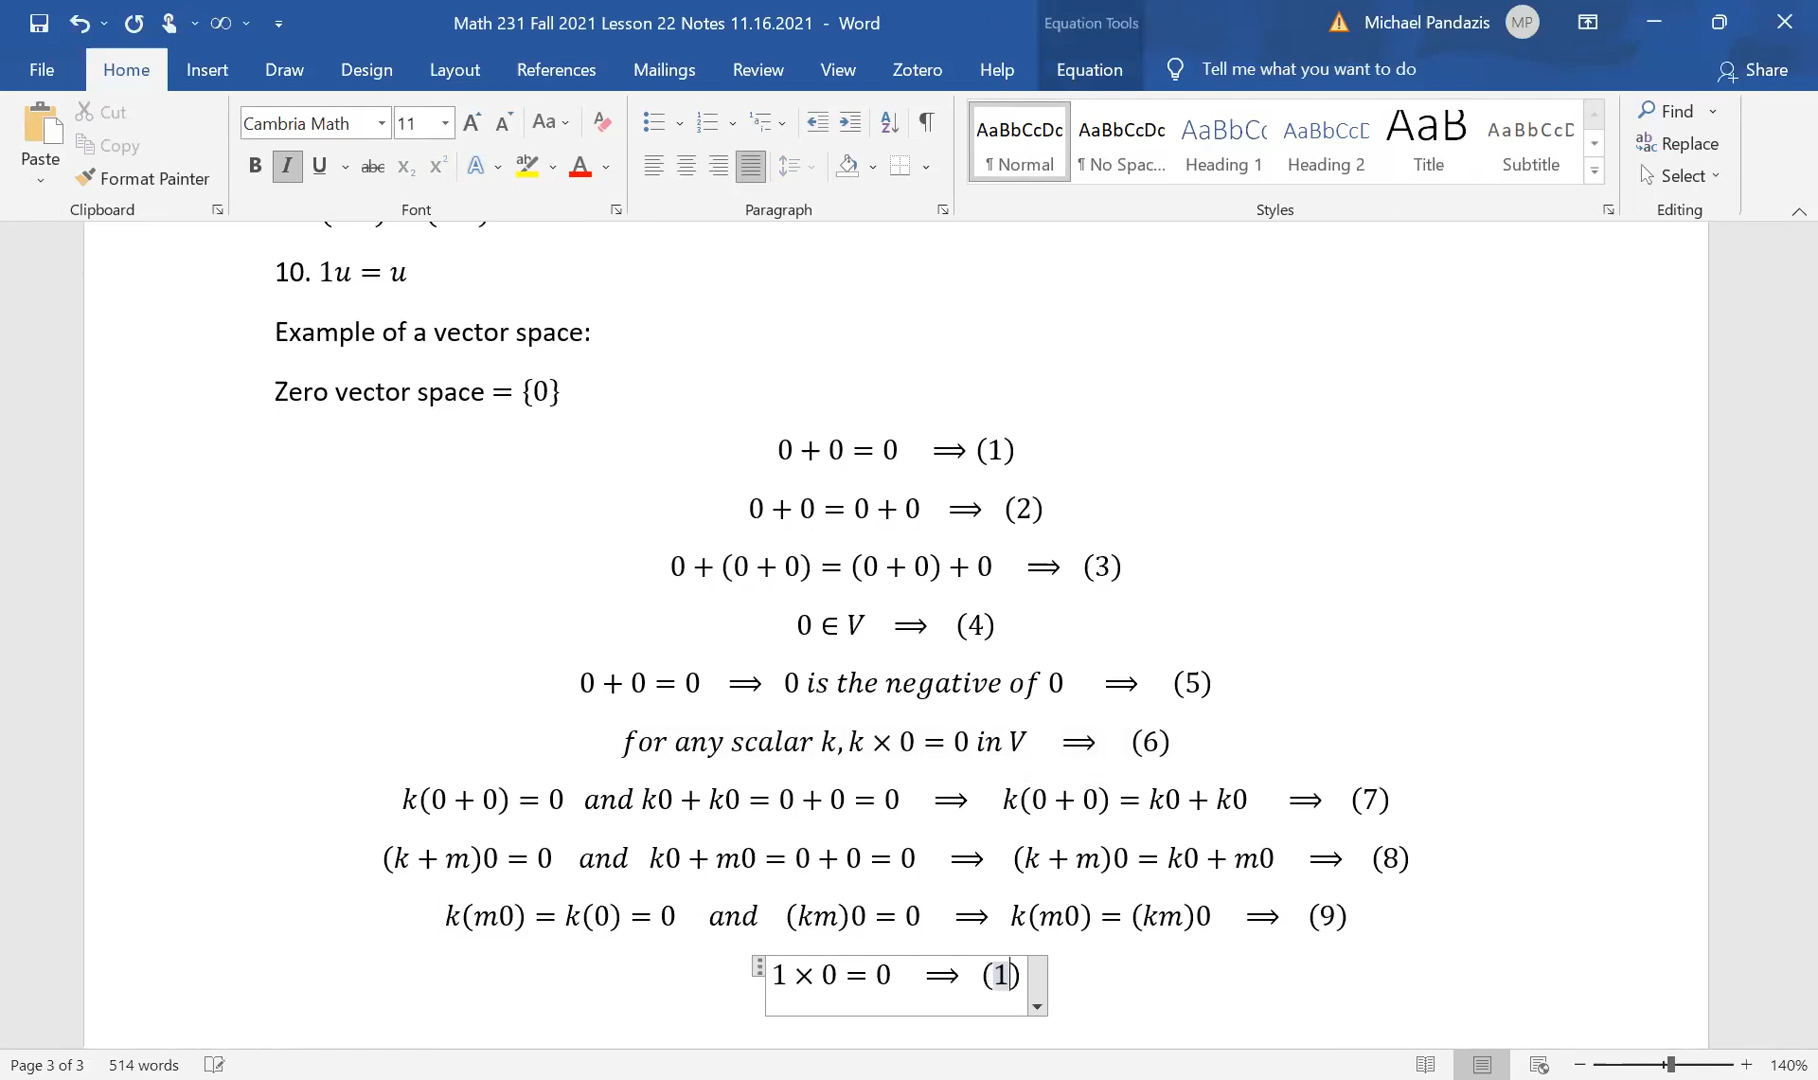 Math 231 Fall 2021 Lesson 22 Notes 11.16.2021 - Word
Equation Tools
Michael Pandazis MP
File Home Insert Draw Design Layout References Mailings Review View Zotero Help Equation Tell me what you want to do Share
Paste
Cut
Copy
Format Painter
Clipboard
Cambria Math 11
Aa
B I U abc x₂ x² A A
Font
Paragraph
AaBbCcDc AaBbCcDc AaBbCc AaBbCcD AaB AaBbCcD
¶ Normal ¶ No Spac... Heading 1 Heading 2 Title Subtitle
Styles
Find
Replace
Select
Editing
10. 1u = u
Example of a vector space:
Zero vector space = {0}
0 + 0 = 0 ⟹ (1)
0 + 0 = 0 + 0 ⟹ (2)
0 + (0 + 0) = (0 + 0) + 0 ⟹ (3)
0 ∈ V ⟹ (4)
0 + 0 = 0 ⟹ 0 is the negative of 0 ⟹ (5)
for any scalar k, k × 0 = 0 in V ⟹ (6)
k(0 + 0) = 0 and k0 + k0 = 0 + 0 = 0 ⟹ k(0 + 0) = k0 + k0 ⟹ (7)
(k + m)0 = 0 and k0 + m0 = 0 + 0 = 0 ⟹ (k + m)0 = k0 + m0 ⟹ (8)
k(m0) = k(0) = 0 and (km)0 = 0 ⟹ k(m0) = (km)0 ⟹ (9)
1 × 0 = 0 ⟹ (1)
Page 3 of 3 514 words 140%